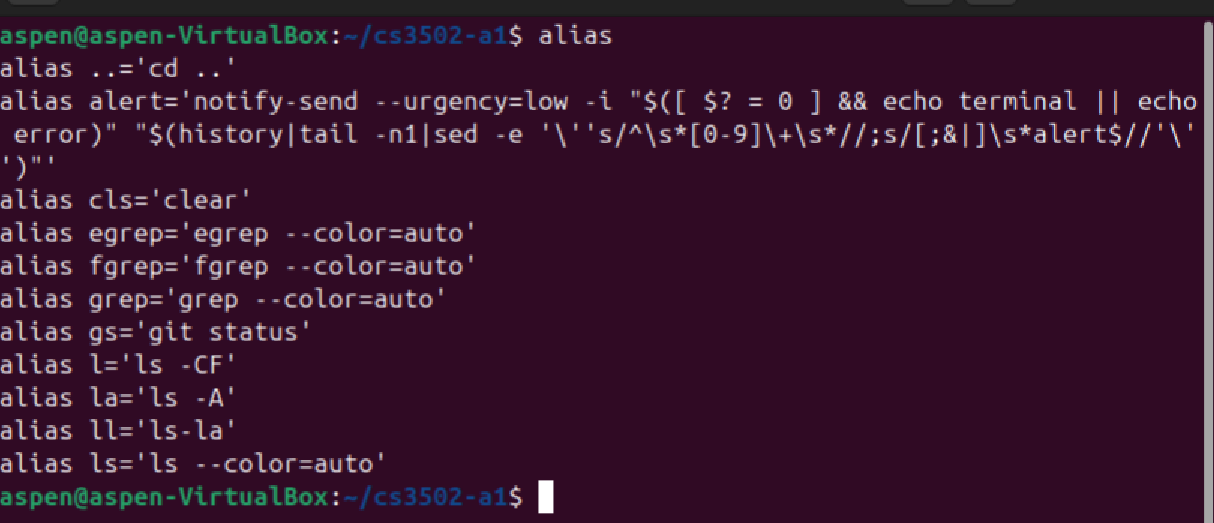 aspen@aspen-VirtualBox:~/cs3502-a1$ alias
alias ..='cd ..'
alias alert='notify-send --urgency=low -i "$([ $? = 0 ] && echo terminal || echo
 error)" "$(history|tail -n1|sed -e '\''s/^\s*[0-9]\+\s*//;s/[;&|]\s*alert$//'\'
')"'
alias cls='clear'
alias egrep='egrep --color=auto'
alias fgrep='fgrep --color=auto'
alias grep='grep --color=auto'
alias gs='git status'
alias l='ls -CF'
alias la='ls -A'
alias ll='ls-la'
alias ls='ls --color=auto'
aspen@aspen-VirtualBox:~/cs3502-a1$